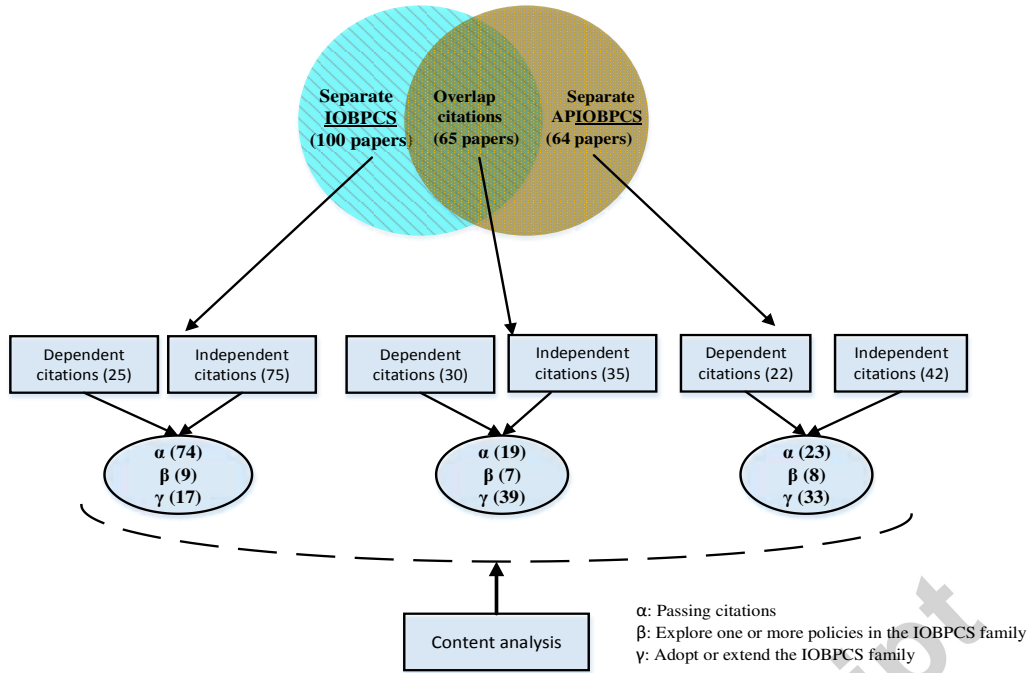 Separate
IOBPCS
(100 papers)
Overlap
citations
(65 papers)
Separate
APIOBPCS
(64 papers)
Dependent
citations (25)
Independent
citations (75)
Dependent
citations (30)
Independent
citations (35)
Dependent
citations (22)
Independent
citations (42)
α (74)
β (9)
γ (17)
α (19)
β (7)
γ (39)
α (23)
β (8)
γ (33)
Content analysis
α: Passing citations
β: Explore one or more policies in the IOBPCS family
γ: Adopt or extend the IOBPCS family
ipt